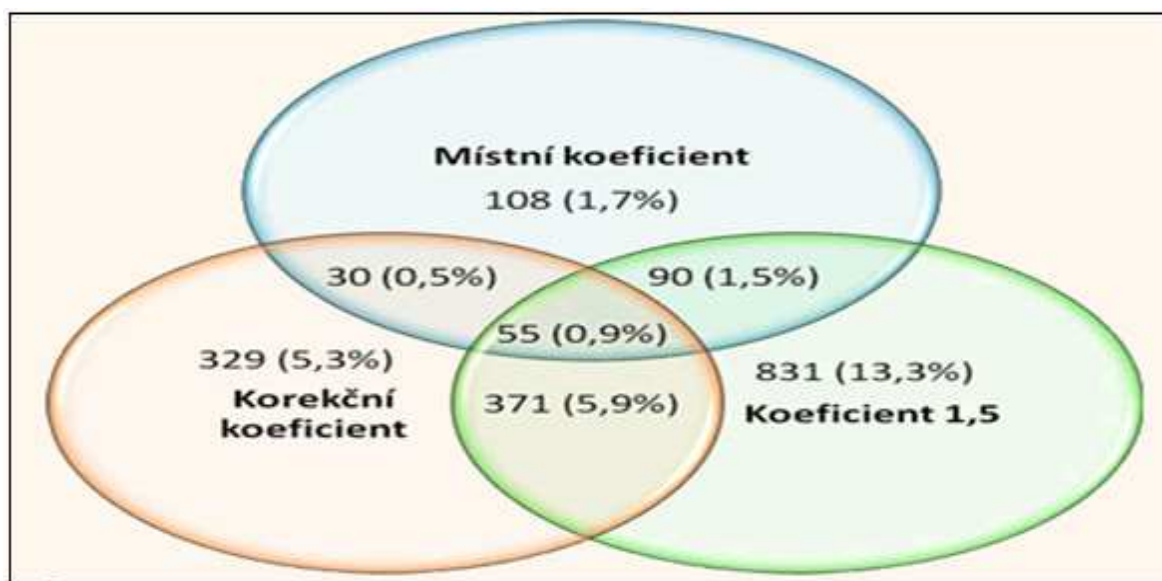 Místní koeficient
108 (1,7%)
30 (0,5%)
90 (1,5%)
55 (0,9%)
329 (5,3%)
Korekční
koeficient
371 (5,9%)
831 (13,3%)
Koeficient 1,5